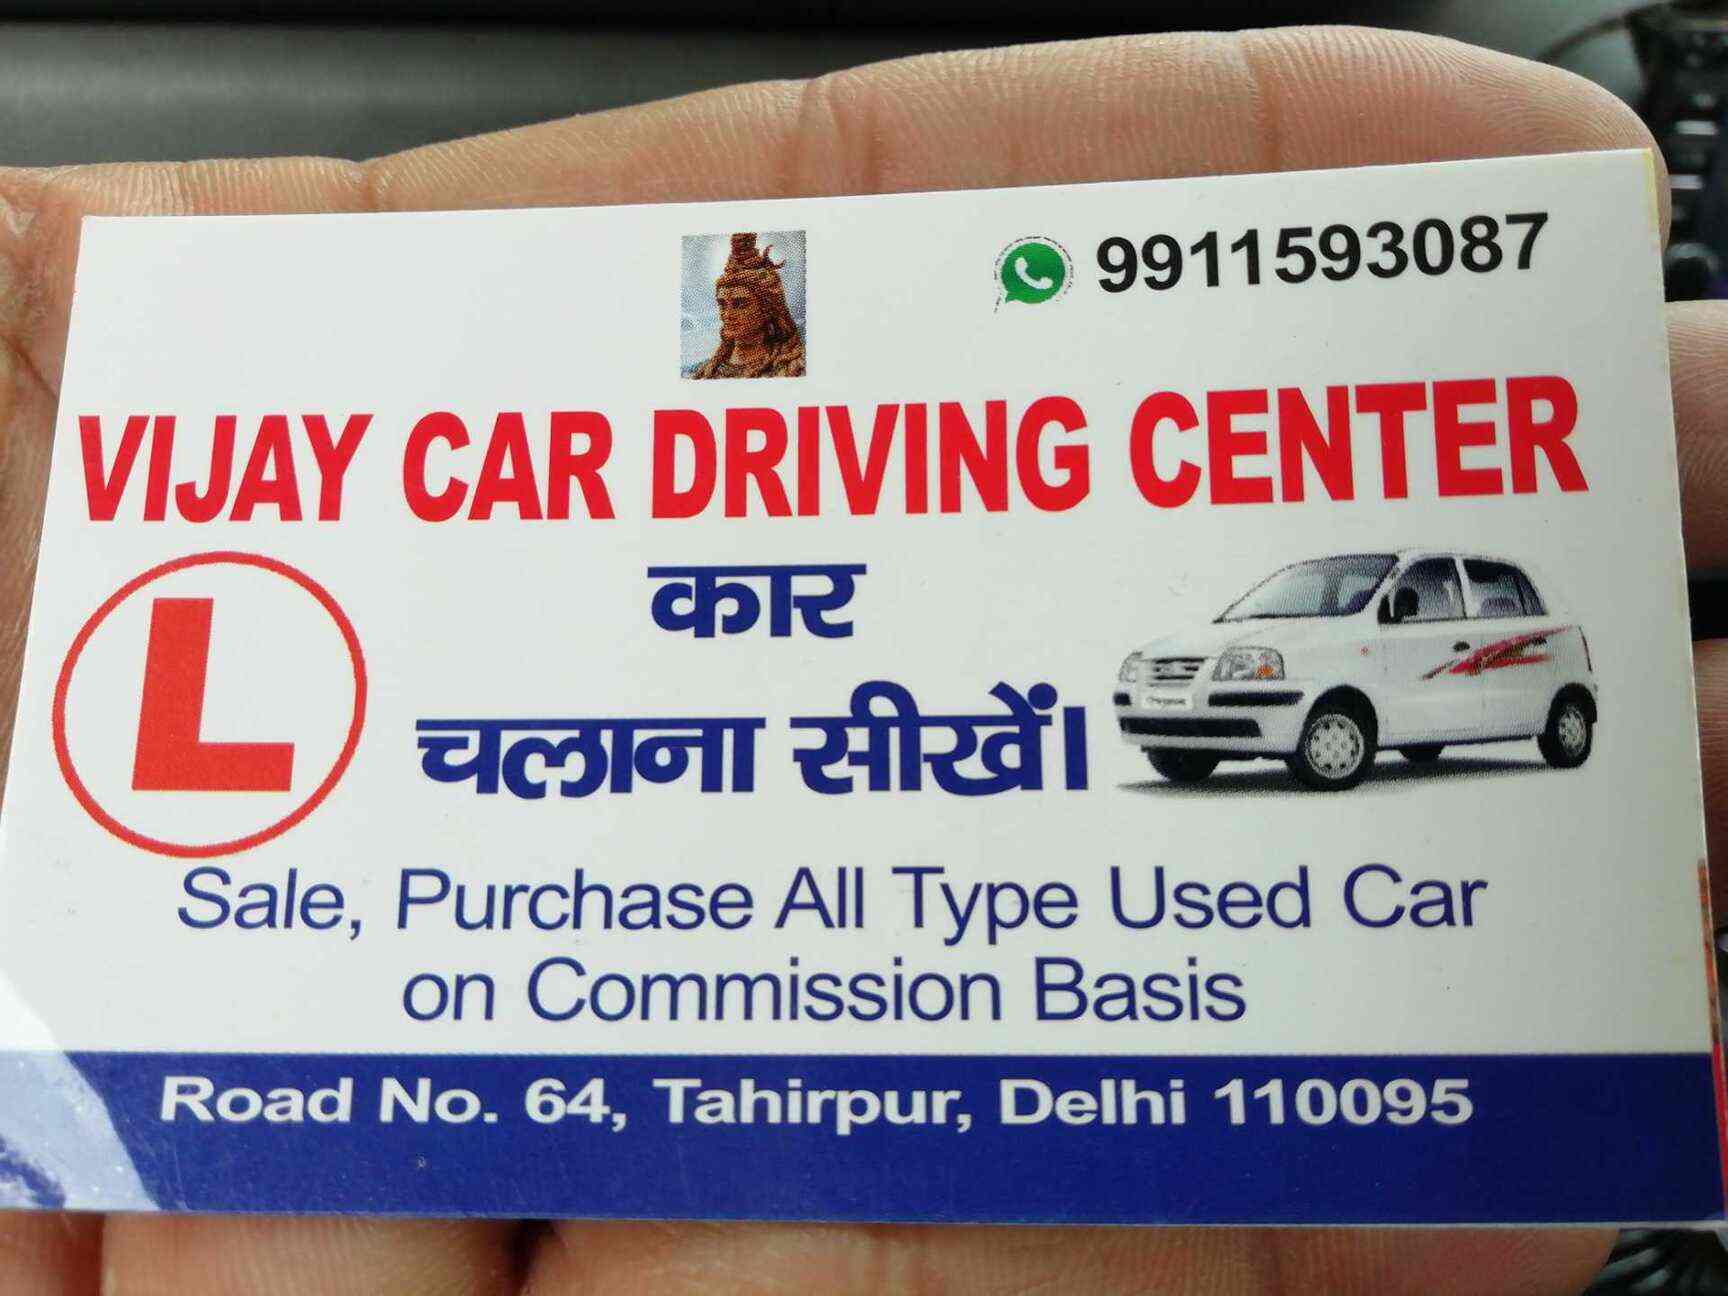 9911593087
VIJAY CAR DRIVING CENTER
कार
L
चलाना सीखें।
Sale, Purchase All Type Used Car
on Commission Basis
Road No. 64, Tahirpur, Delhi 110095